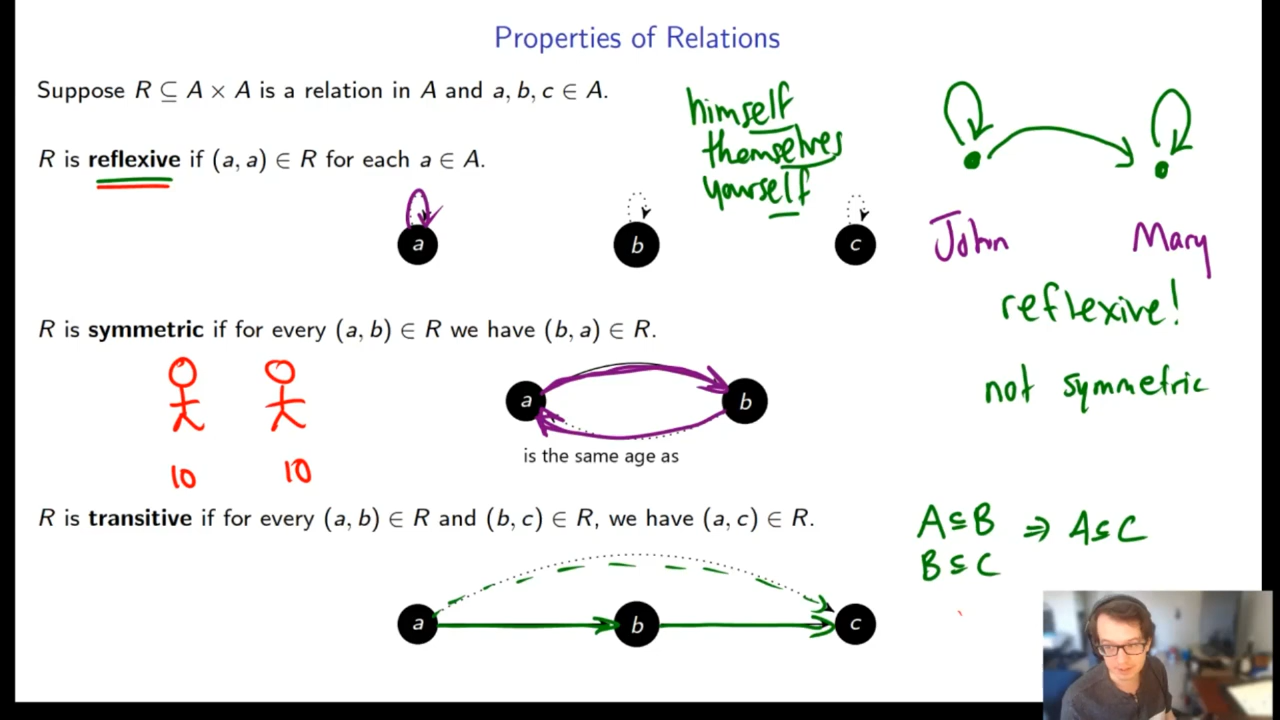 Properties of Relations
Suppose R ⊆ A × A is a relation in A and a, b, c ∈ A.
R is reflexive if (a, a) ∈ R for each a ∈ A.
himself
themselves
yourself
a
b
c
John
Mary
reflexive!
not symmetric
R is symmetric if for every (a, b) ∈ R we have (b, a) ∈ R.
10
10
a
b
is the same age as
R is transitive if for every (a, b) ∈ R and (b, c) ∈ R, we have (a, c) ∈ R.
A⊆B ⇒ A⊆C
B⊆C
a
b
c